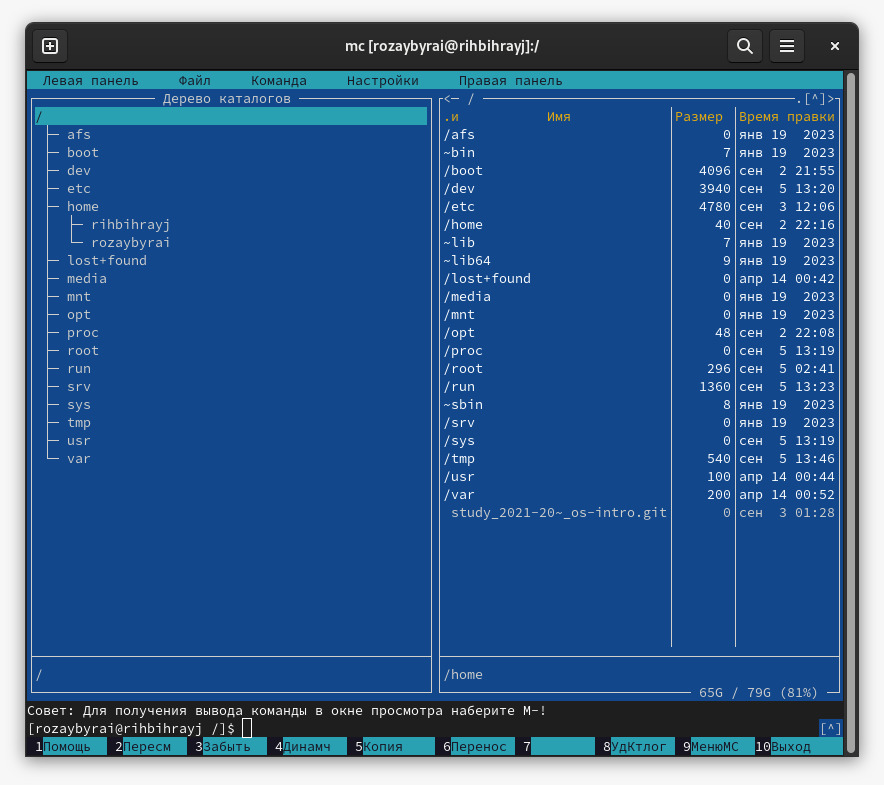 mc [rozaybyrai@rihbihrayj]:/
Левая панель Файл Команда Настройки Правая панель
Дерево каталогов
/
afs
boot
dev
etc
home
rihbihrayj
rozaybyrai
lost+found
media
mnt
opt
proc
root
run
srv
sys
tmp
usr
var
/
<─ / .[^]>
.и Имя Размер Время правки
/afs 0 янв 19 2023
~bin 7 янв 19 2023
/boot 4096 сен 2 21:55
/dev 3940 сен 5 13:20
/etc 4780 сен 3 12:06
/home 40 сен 2 22:16
~lib 7 янв 19 2023
~lib64 9 янв 19 2023
/lost+found 0 апр 14 00:42
/media 0 янв 19 2023
/mnt 0 янв 19 2023
/opt 48 сен 2 22:08
/proc 0 сен 5 13:19
/root 296 сен 5 02:41
/run 1360 сен 5 13:23
~sbin 8 янв 19 2023
/srv 0 янв 19 2023
/sys 0 сен 5 13:19
/tmp 540 сен 5 13:46
/usr 100 апр 14 00:44
/var 200 апр 14 00:52
study_2021-20~_os-intro.git 0 сен 3 01:28
/home
65G / 79G (81%)
Совет: Для получения вывода команды в окне просмотра наберите M-!
[rozaybyrai@rihbihrayj /]$ [^]
1Помощь 2Пересм 3Забыть 4Динамч 5Копия 6Перенос 7 8УдКтлог 9МенюMC 10Выход